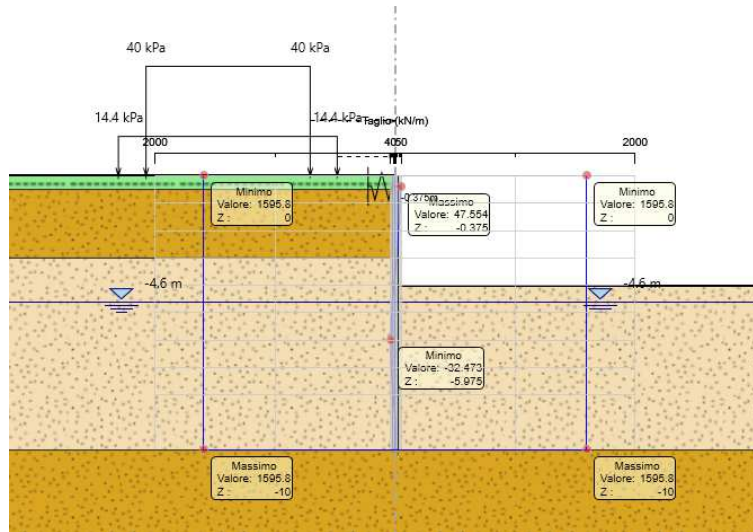 40 kPa
40 kPa
14.4 kPa
14.4 kPa
Taglio (kN/m)
2000
2000
Minimo
Valore: 1595.8
Z : 0
-0.375m
Massimo
Valore: 47.554
Z : -0.375
Minimo
Valore: 1595.8
Z : 0
-4.6 m
-4.6 m
Minimo
Valore: -32.473
Z : -5.975
Massimo
Valore: 1595.8
Z : -10
Massimo
Valore: 1595.8
Z : -10